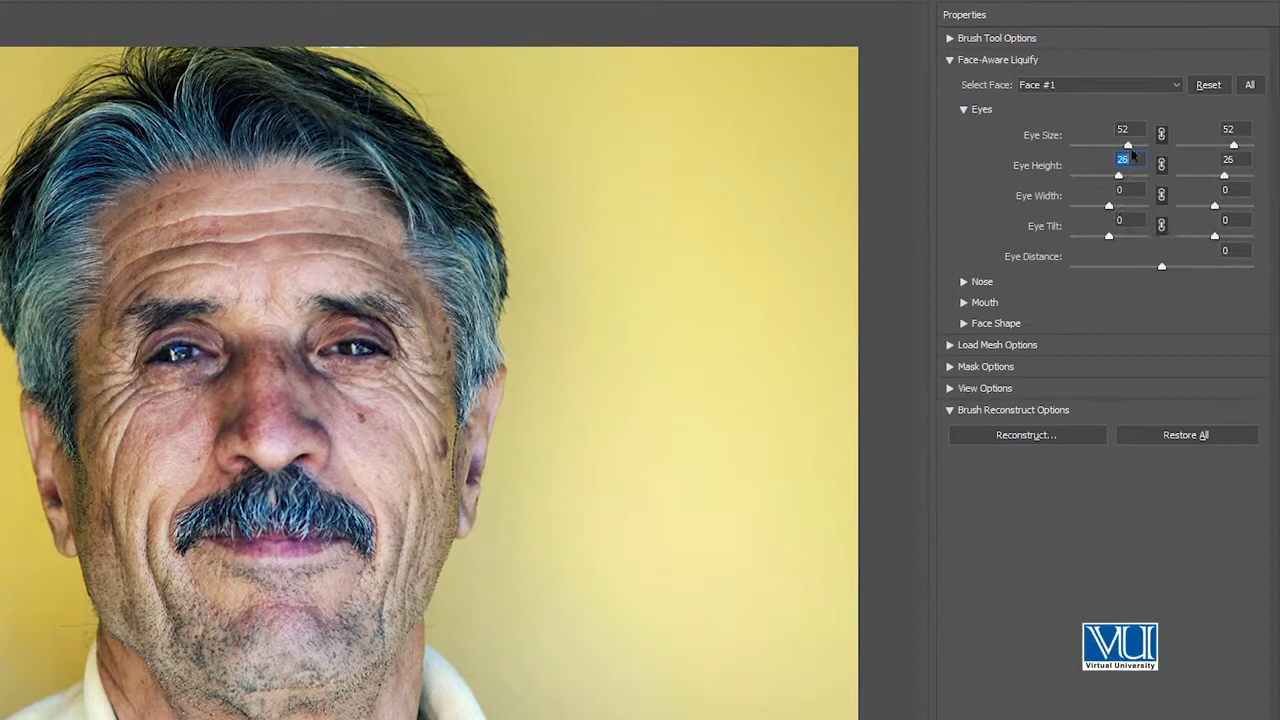 Properties
Brush Tool Options
Face-Aware Liquify
Select Face: Face #1 Reset All
Eyes
Eye Size: 52 52
Eye Height: 26 26
Eye Width: 0 0
Eye Tilt: 0 0
Eye Distance: 0
Nose
Mouth
Face Shape
Load Mesh Options
Mask Options
View Options
Brush Reconstruct Options
Reconstruct... Restore All
VU
Virtual University